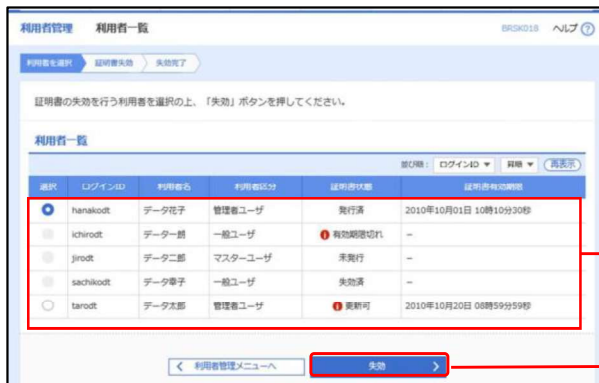 利用者管理 利用者一覧 BRSK018 ヘルプ ?
利用者を選択 証明書失効 失効完了
証明書の失効を行う利用者を選択の上、「失効」ボタンを押してください。
利用者一覧
並び順： ログインID ▼ 昇順 ▼ 再表示
選択 ログインID 利用者名 利用者区分 証明書状態 証明書有効期限
hanakodt データ花子 管理者ユーザ 発行済 2010年10月01日 10時10分30秒
ichirodt データ一朗 一般ユーザ ! 有効期限切れ －
jirodt データ二郎 マスターユーザ 未発行 －
sachikodt データ幸子 一般ユーザ 失効済 －
tarodt データ太郎 管理者ユーザ ! 更新可 2010年10月20日 08時59分59秒
利用者管理メニューへ 失効